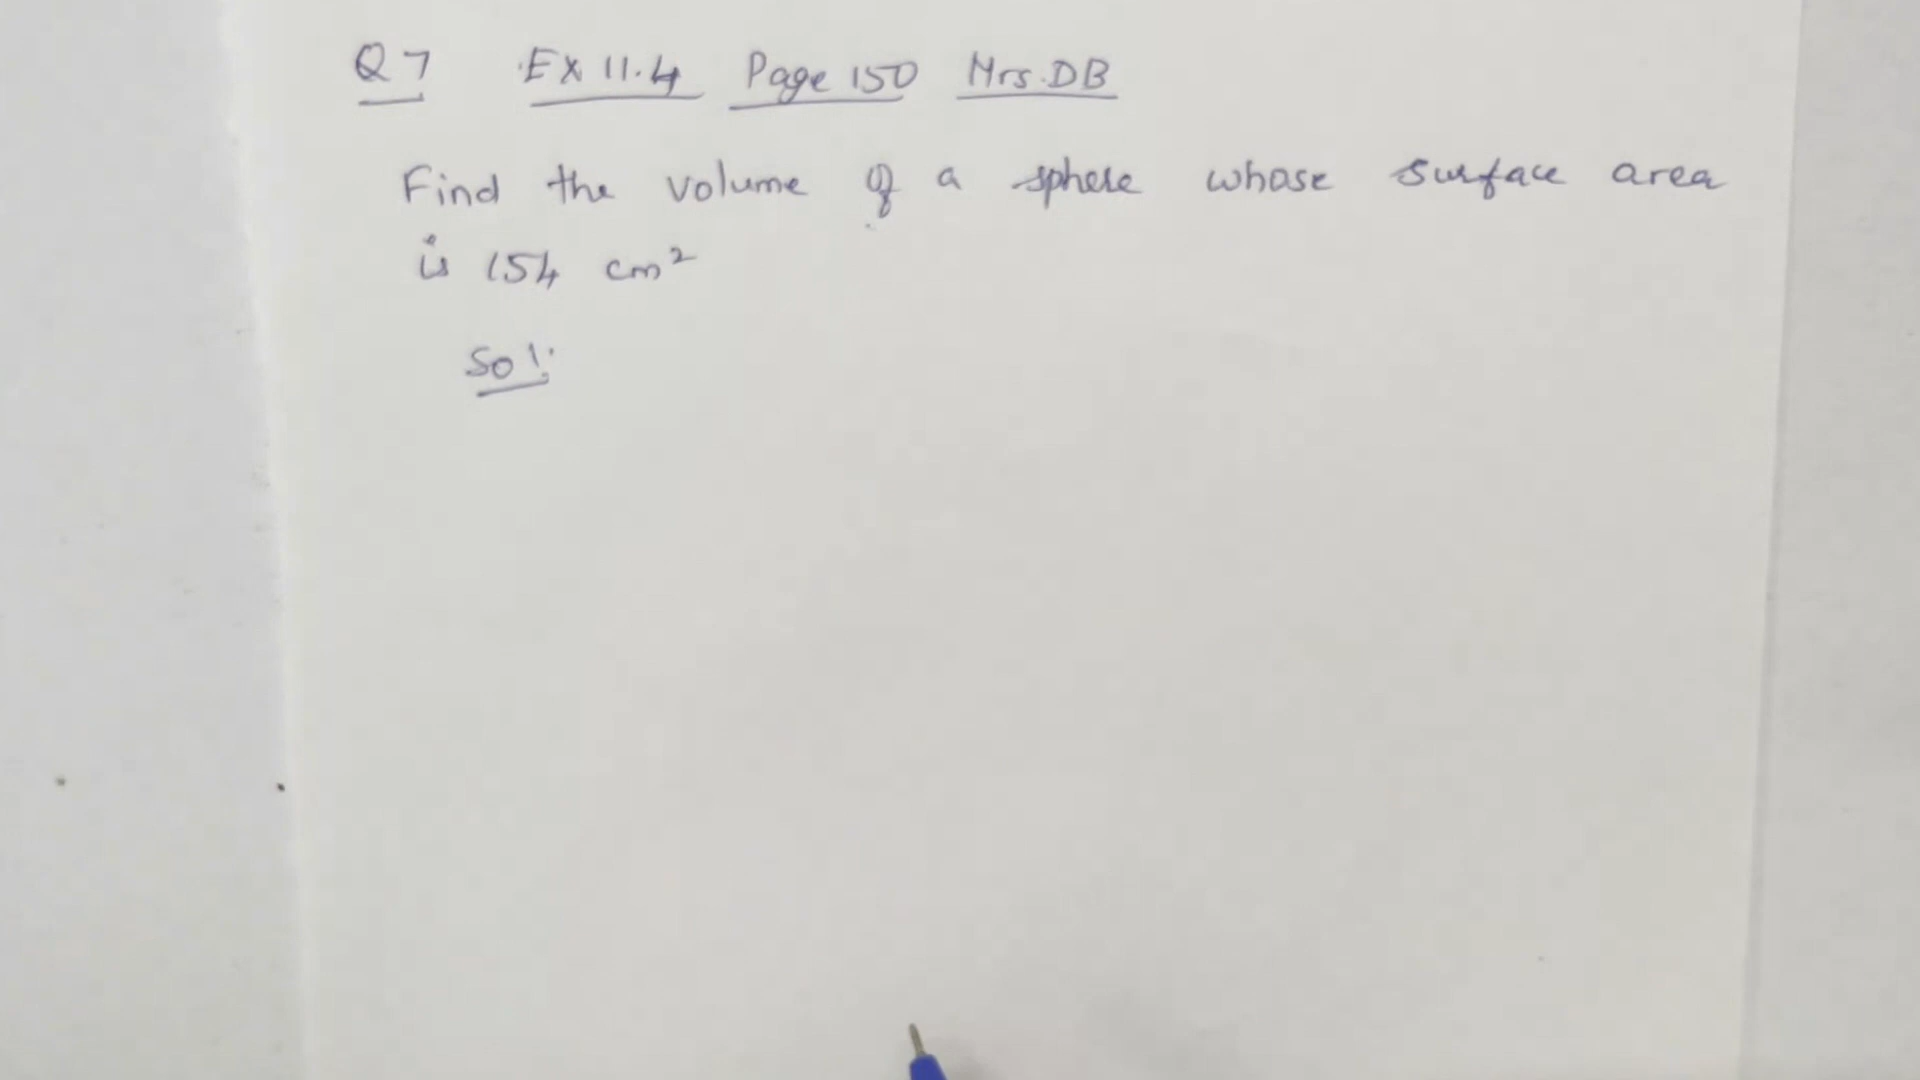 Q 7 Ex 11.4 Page 150 Mrs.DB
Find the volume of a sphere whose surface area
is 154 cm²
Sol: